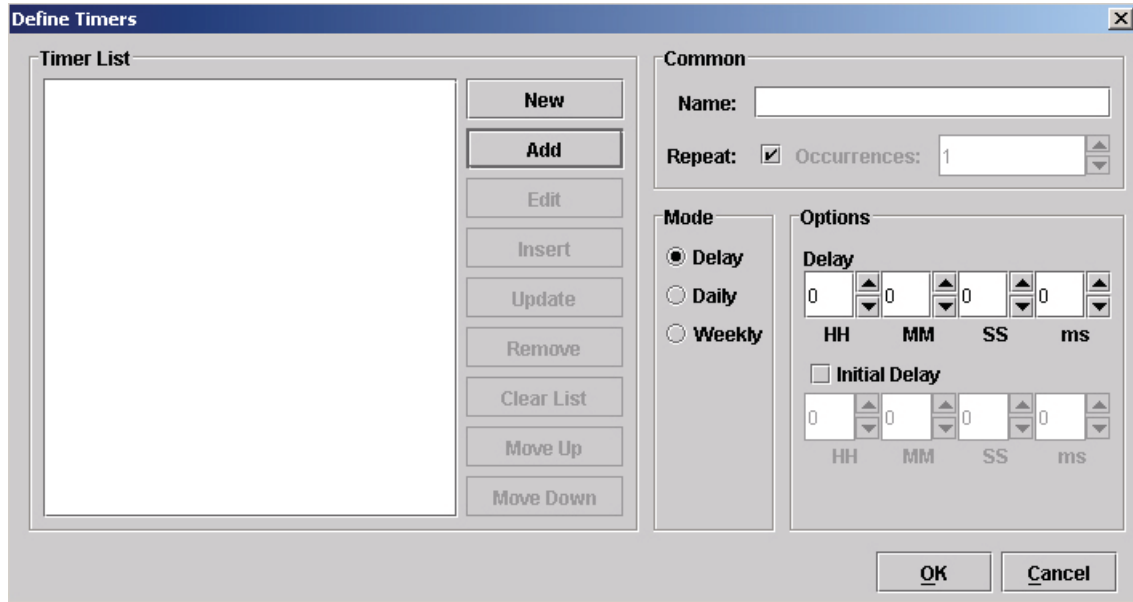 Define Timers
Timer List
New
Add
Edit
Insert
Update
Remove
Clear List
Move Up
Move Down
Common
Name:
Repeat: Occurrences: 1
Mode
Delay
Daily
Weekly
Options
Delay
0 0 0 0
HH MM SS ms
Initial Delay
0 0 0 0
HH MM SS ms
OK Cancel